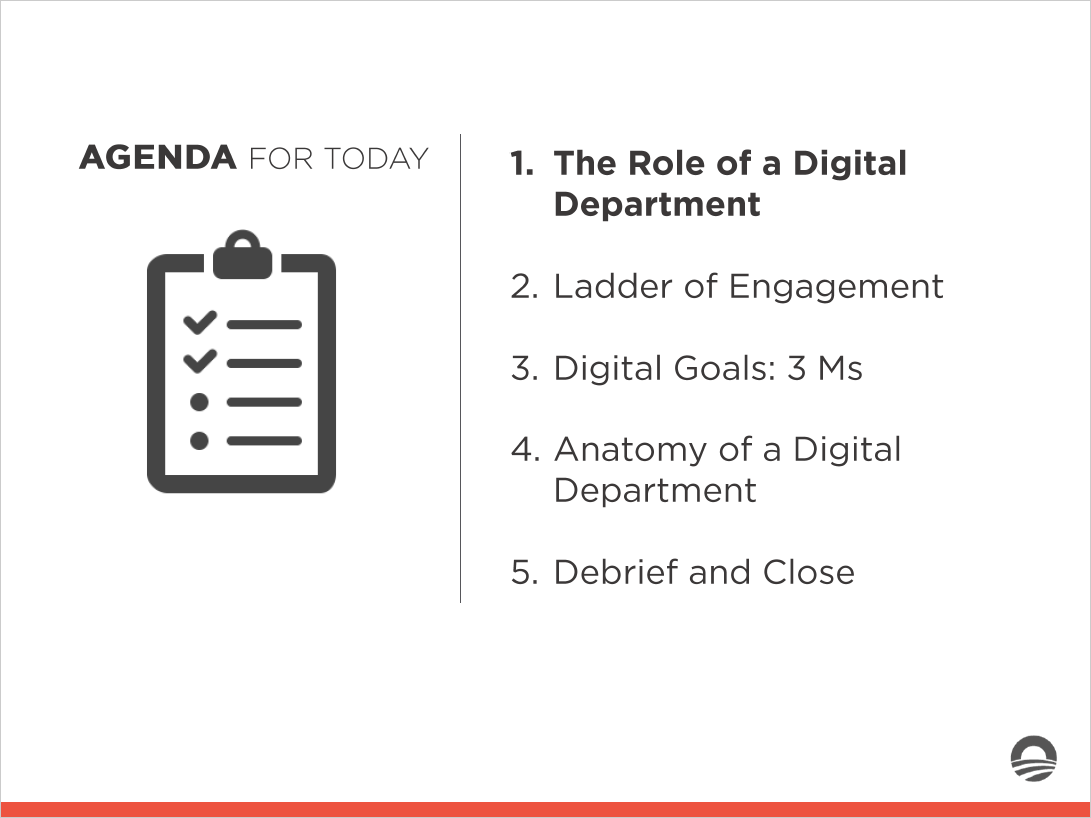 AGENDA FOR TODAY
1. The Role of a Digital
Department
2. Ladder of Engagement
3. Digital Goals: 3 Ms
4. Anatomy of a Digital
Department
5. Debrief and Close